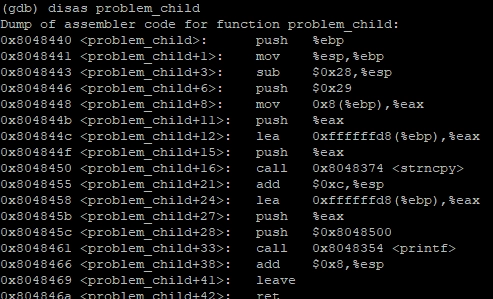 (gdb) disas problem_child
Dump of assembler code for function problem_child:
0x8048440 <problem_child>:      push   %ebp
0x8048441 <problem_child+1>:    mov    %esp,%ebp
0x8048443 <problem_child+3>:    sub    $0x28,%esp
0x8048446 <problem_child+6>:    push   $0x29
0x8048448 <problem_child+8>:    mov    0x8(%ebp),%eax
0x804844b <problem_child+11>:   push   %eax
0x804844c <problem_child+12>:   lea    0xffffffd8(%ebp),%eax
0x804844f <problem_child+15>:   push   %eax
0x8048450 <problem_child+16>:   call   0x8048374 <strncpy>
0x8048455 <problem_child+21>:   add    $0xc,%esp
0x8048458 <problem_child+24>:   lea    0xffffffd8(%ebp),%eax
0x804845b <problem_child+27>:   push   %eax
0x804845c <problem_child+28>:   push   $0x8048500
0x8048461 <problem_child+33>:   call   0x8048354 <printf>
0x8048466 <problem_child+38>:   add    $0x8,%esp
0x8048469 <problem_child+41>:   leave
0x804846a <problem_child+42>:   ret